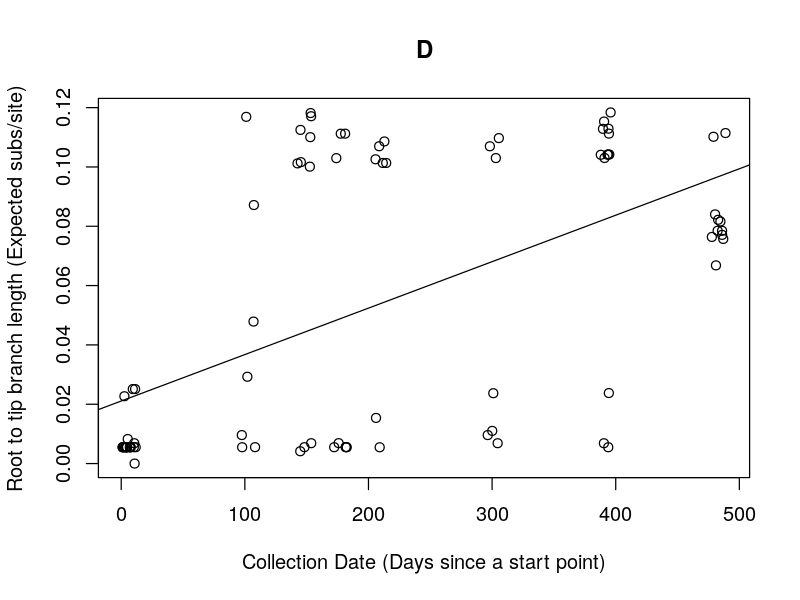 D
Root to tip branch length (Expected subs/site)
0.12
0.10
0.08
0.06
0.04
0.02
0.00
0 100 200 300 400 500
Collection Date (Days since a start point)